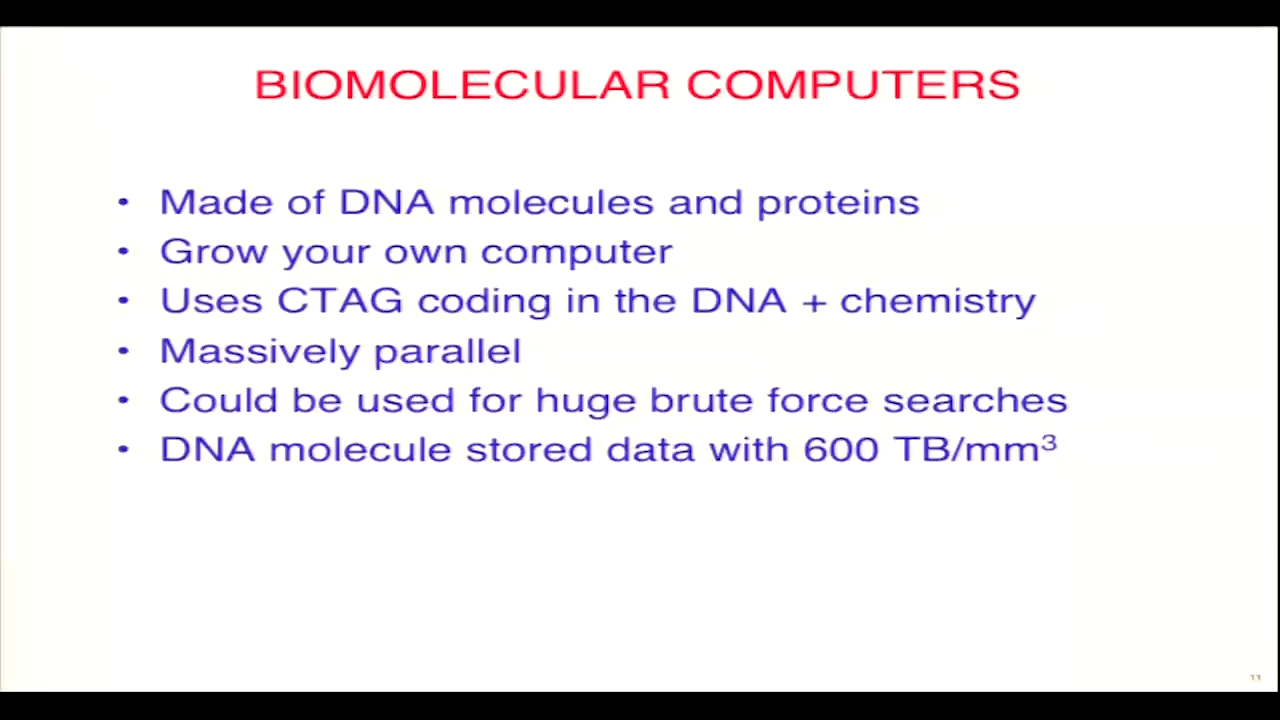 BIOMOLECULAR COMPUTERS
• Made of DNA molecules and proteins
• Grow your own computer
• Uses CTAG coding in the DNA + chemistry
• Massively parallel
• Could be used for huge brute force searches
• DNA molecule stored data with 600 TB/mm³
11